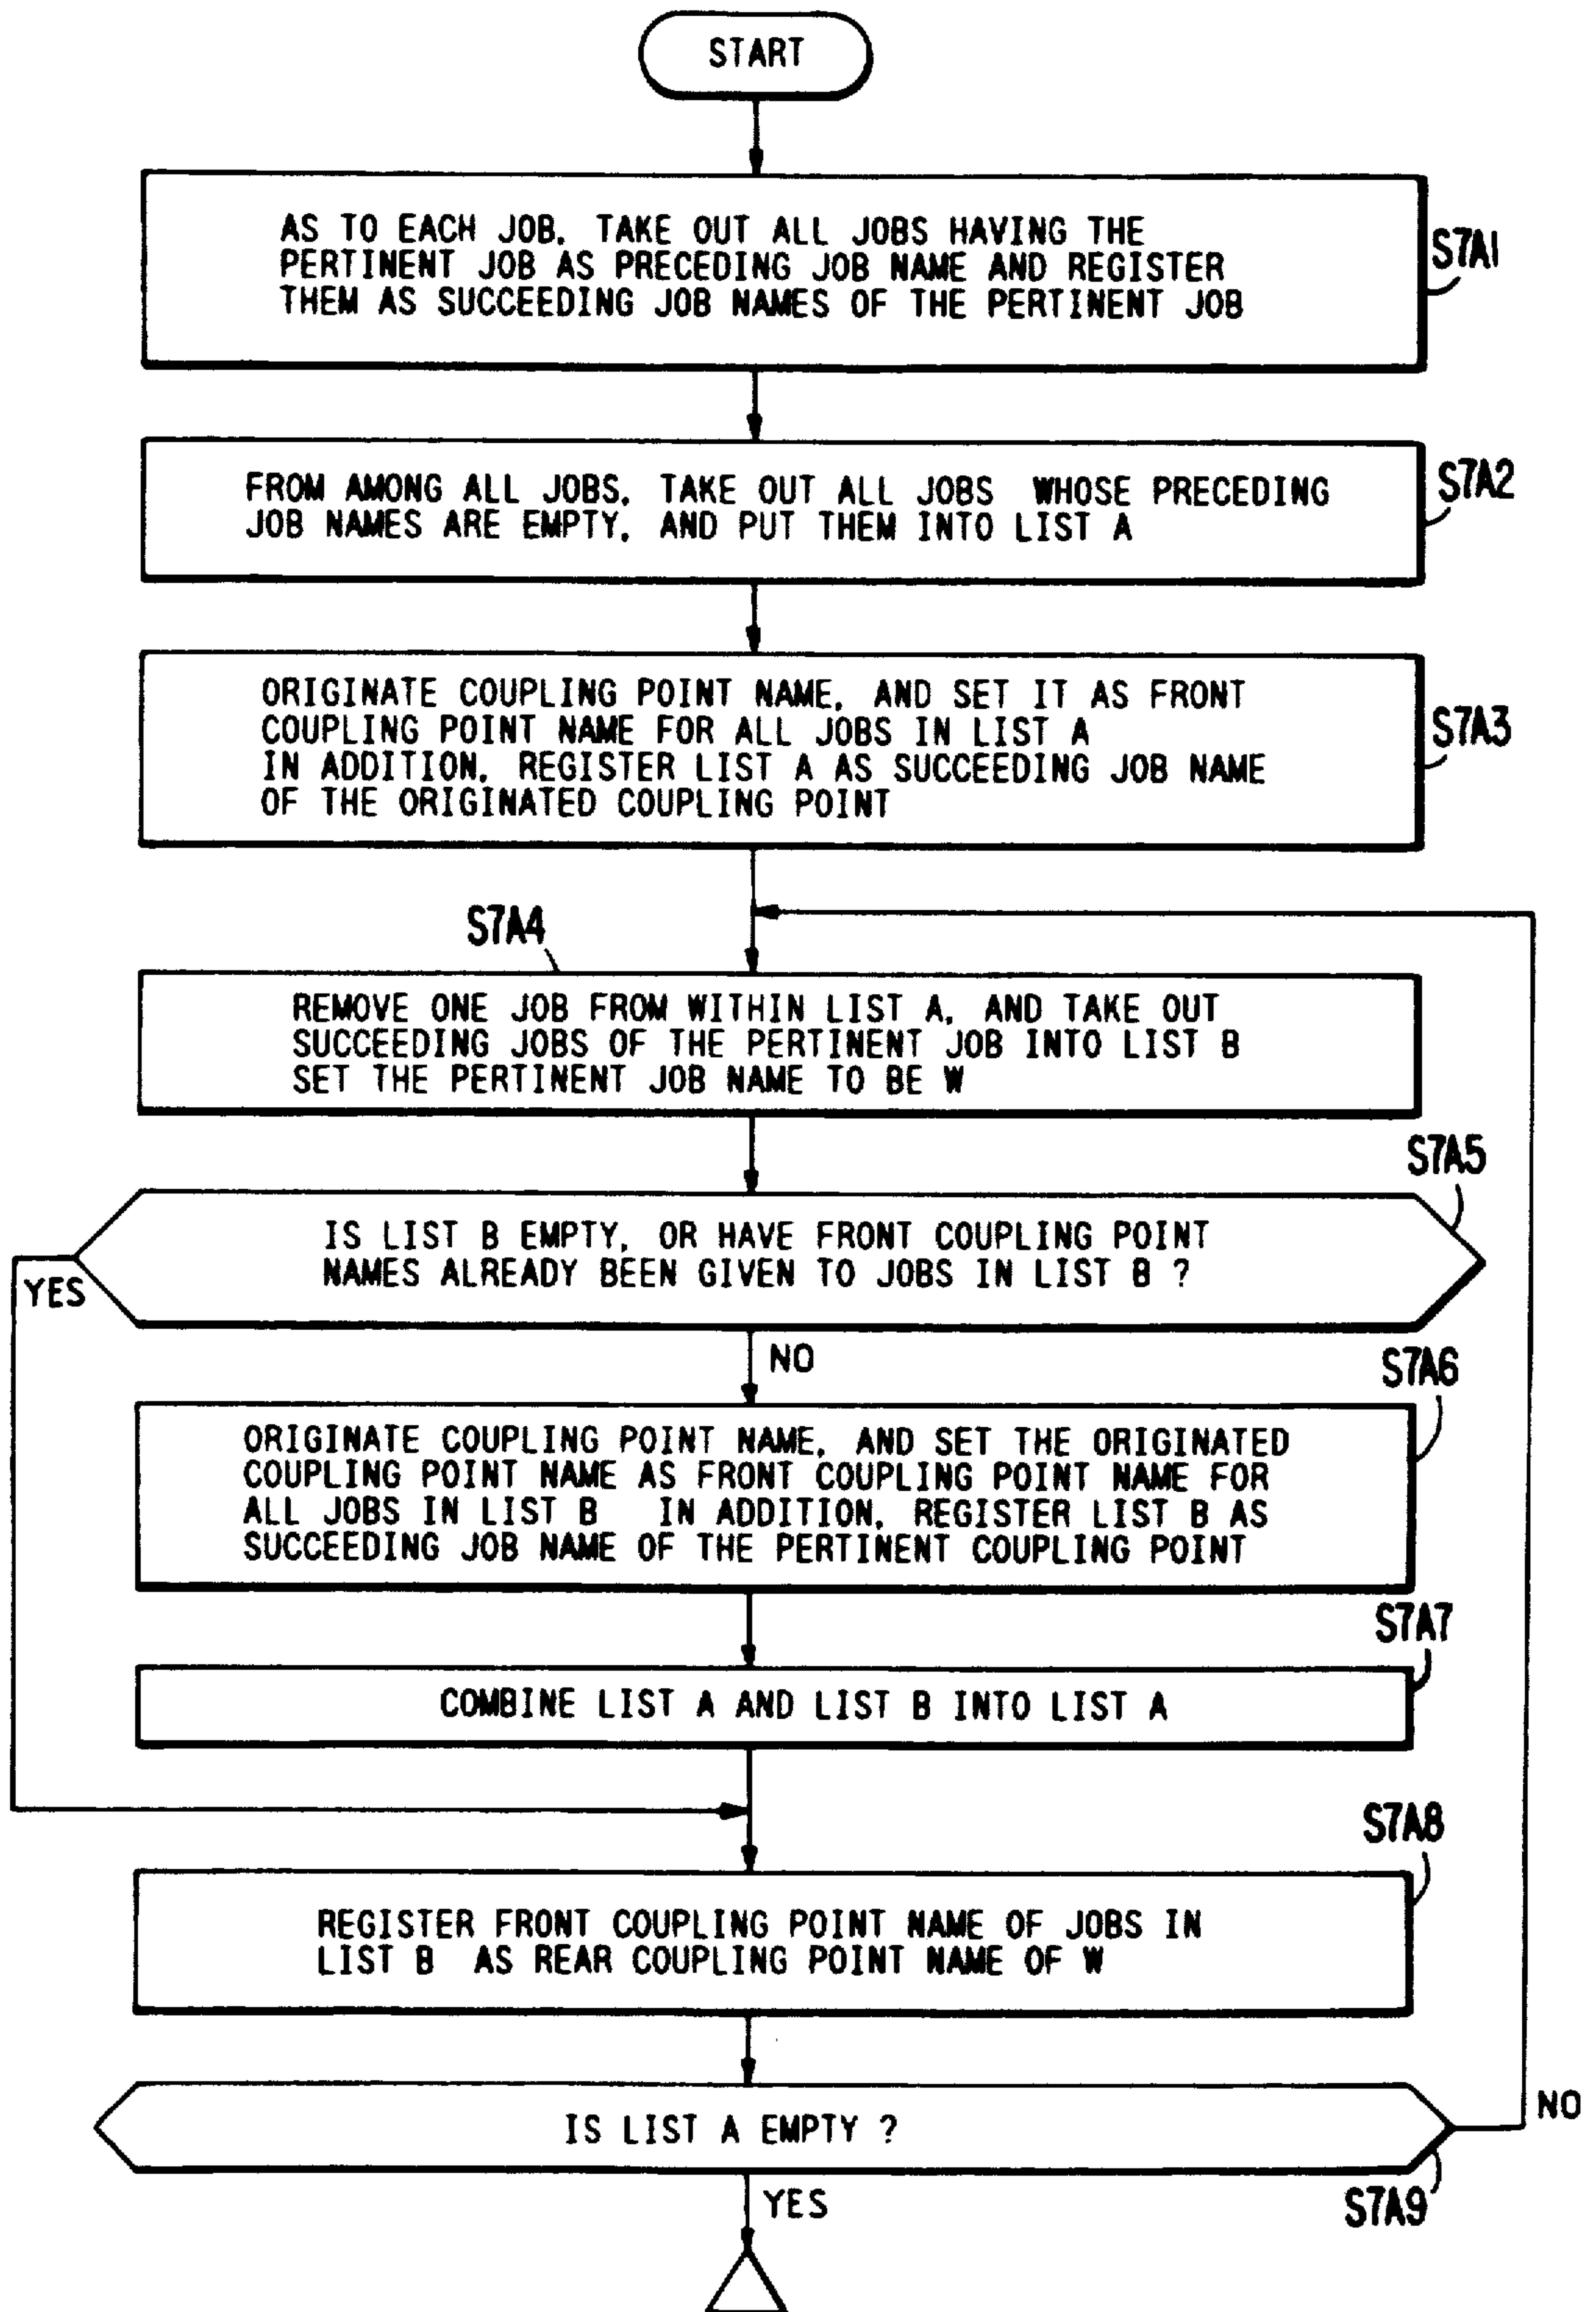 START
AS TO EACH JOB, TAKE OUT ALL JOBS HAVING THE
PERTINENT JOB AS PRECEDING JOB NAME AND REGISTER
THEM AS SUCCEEDING JOB NAMES OF THE PERTINENT JOB
S7A1
FROM AMONG ALL JOBS, TAKE OUT ALL JOBS WHOSE PRECEDING
JOB NAMES ARE EMPTY, AND PUT THEM INTO LIST A
S7A2
ORIGINATE COUPLING POINT NAME, AND SET IT AS FRONT
COUPLING POINT NAME FOR ALL JOBS IN LIST A
IN ADDITION, REGISTER LIST A AS SUCCEEDING JOB NAME
OF THE ORIGINATED COUPLING POINT
S7A3
S7A4
REMOVE ONE JOB FROM WITHIN LIST A, AND TAKE OUT
SUCCEEDING JOBS OF THE PERTINENT JOB INTO LIST B
SET THE PERTINENT JOB NAME TO BE W
S7A5
IS LIST B EMPTY, OR HAVE FRONT COUPLING POINT
NAMES ALREADY BEEN GIVEN TO JOBS IN LIST B ?
YES
NO
S7A6
ORIGINATE COUPLING POINT NAME, AND SET THE ORIGINATED
COUPLING POINT NAME AS FRONT COUPLING POINT NAME FOR
ALL JOBS IN LIST B IN ADDITION, REGISTER LIST B AS
SUCCEEDING JOB NAME OF THE PERTINENT COUPLING POINT
S7A7
COMBINE LIST A AND LIST B INTO LIST A
S7A8
REGISTER FRONT COUPLING POINT NAME OF JOBS IN
LIST B AS REAR COUPLING POINT NAME OF W
IS LIST A EMPTY ?
NO
S7A9
YES